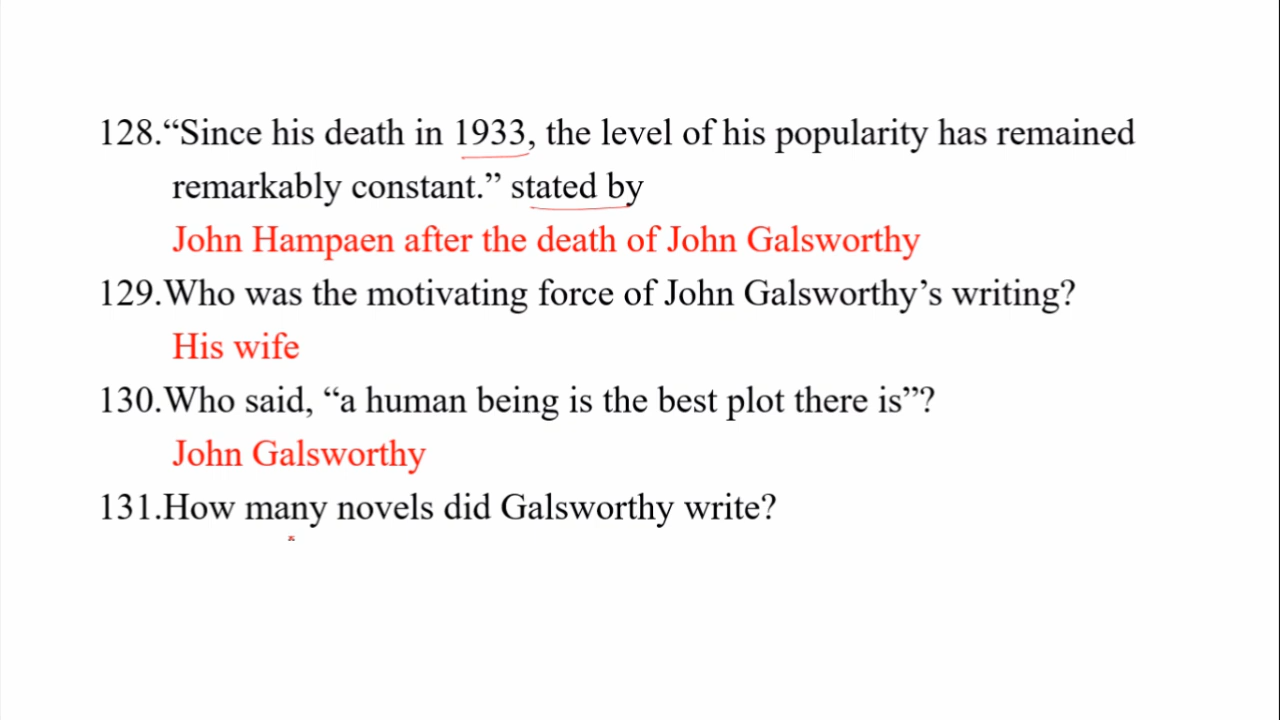 128.“Since his death in 1933, the level of his popularity has remained
remarkably constant.” stated by
John Hampaen after the death of John Galsworthy
129.Who was the motivating force of John Galsworthy’s writing?
His wife
130.Who said, “a human being is the best plot there is”?
John Galsworthy
131.How many novels did Galsworthy write?